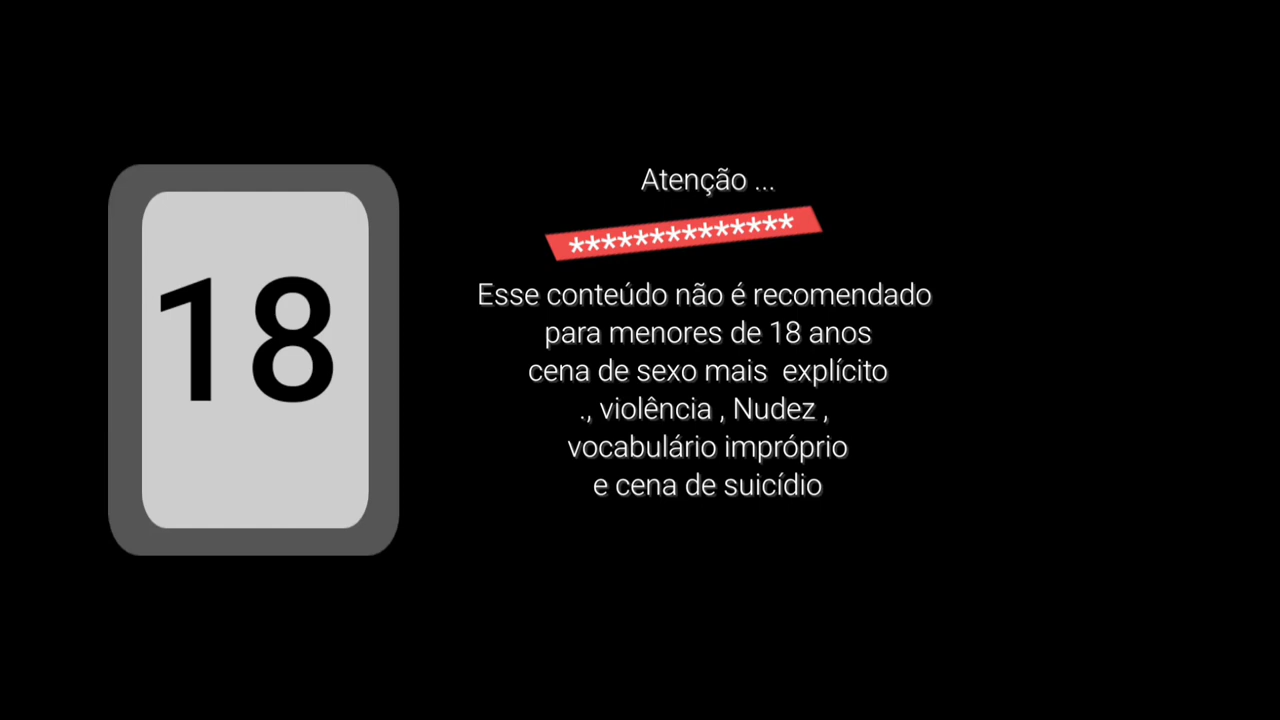 18
Atenção ...
**************
Esse conteúdo não é recomendado
para menores de 18 anos
cena de sexo mais  explícito
., violência , Nudez ,
vocabulário impróprio
e cena de suicídio